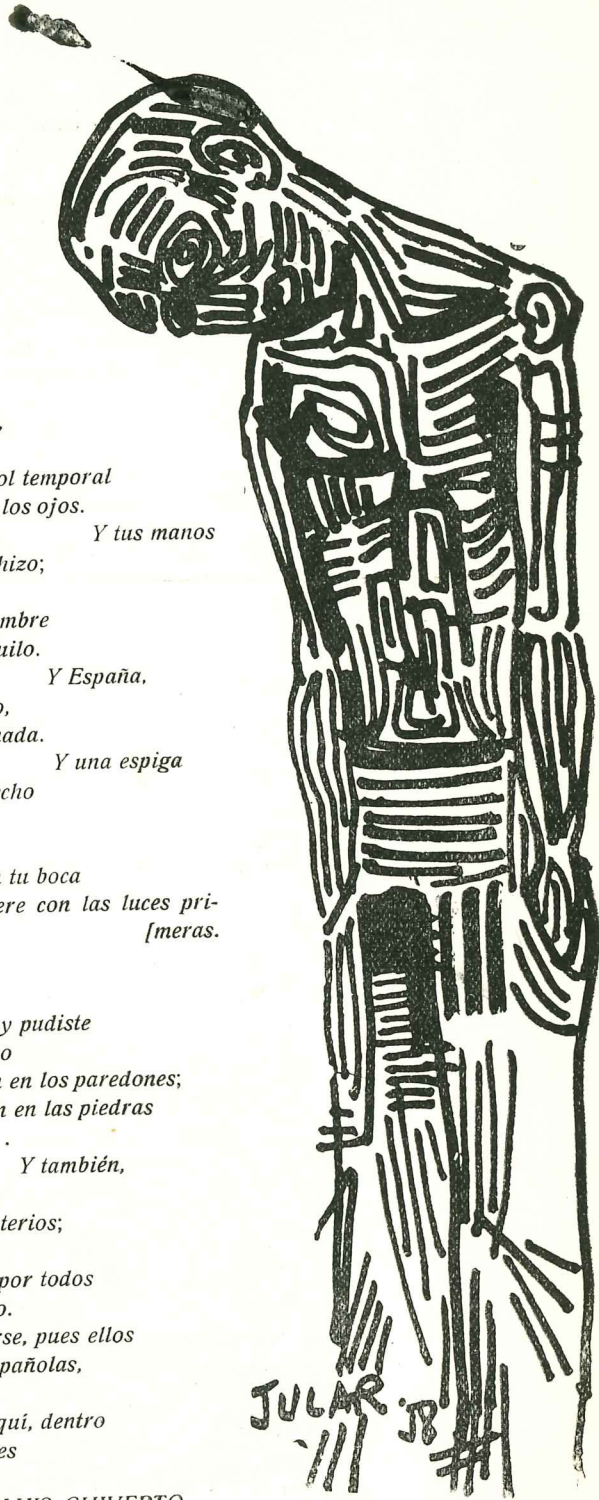 ol temporal
los ojos.
Y tus manos
hizo;
mbre
uilo.
Y España,
o,
ada.
Y una espiga
cho
tu boca
ere con las luces pri-
[meras.
y pudiste
o
en los paredones;
n en las piedras
.
Y también,
terios;
por todos
o.
rse, pues ellos
pañolas,
quí, dentro
es
JULAR